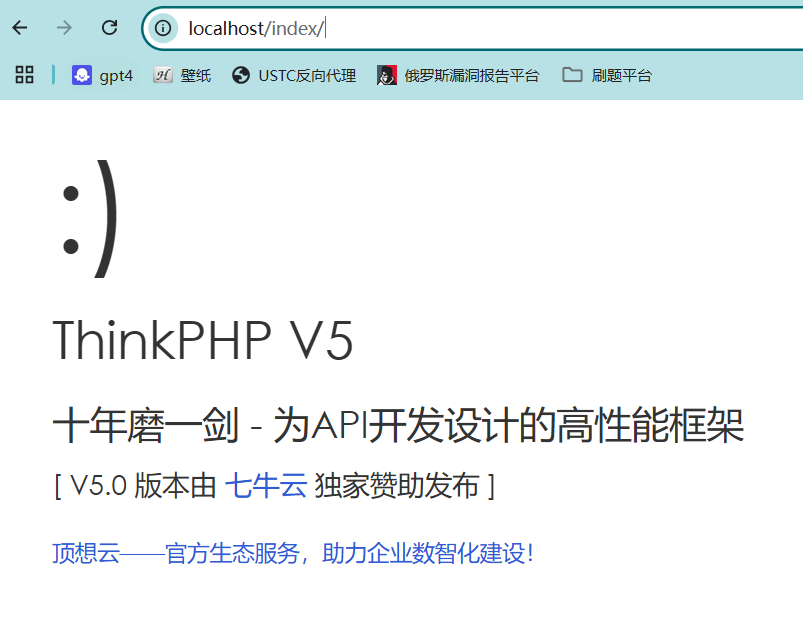 localhost/index/
gpt4 壁纸 USTC反向代理 俄罗斯漏洞报告平台 刷题平台
:)
ThinkPHP V5
十年磨一剑 - 为API开发设计的高性能框架
[ V5.0 版本由 七牛云 独家赞助发布 ]
顶想云——官方生态服务，助力企业数智化建设！